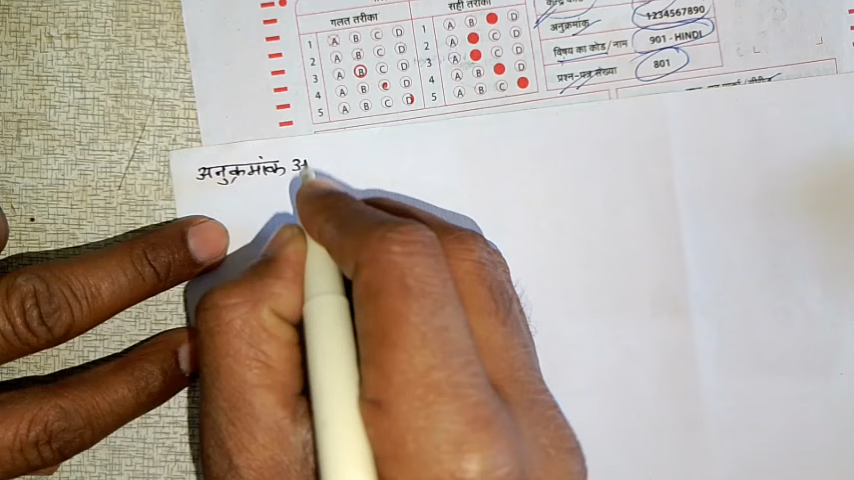 गलत तरीका
सही तरीका
1 A B C D
2 A B C D
3 A B C D
4 A B C D
5 A B C D
1 A B D
2 A C D
3 A C D
4 A B D
5 A B C
अनुक्रमांक
1234567890
विषय का कोड/नाम
901 - HINDI
प्रश्न-पत्र संख्या
801
अनुक्रमांक अ